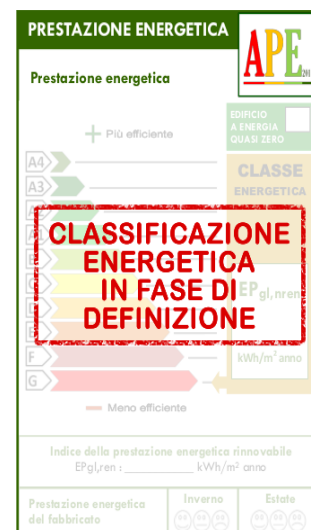 PRESTAZIONE ENERGETICA
APE
Prestazione energetica
EDIFICIO
A ENERGIA
QUASI ZERO
Più efficiente
A4
A3
CLASSE
ENERGETICA
CLASSIFICAZIONE
ENERGETICA
IN FASE DI
DEFINIZIONE
EPgl,nren
F
kWh/m² anno
G
Meno efficiente
Indice della prestazione energetica rinnovabile
EPgl,ren : __________ kWh/m² anno
Prestazione energetica
del fabbricato
Inverno
Estate